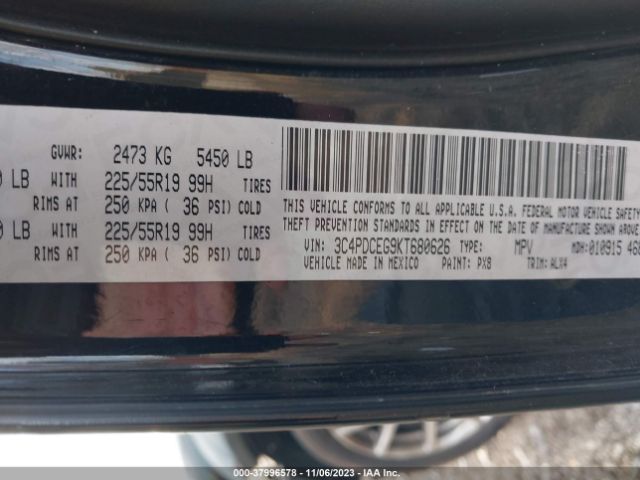 GVWR: 2473 KG 5450 LB
LB WITH 225/55R19 99H TIRES
RIMS AT 250 KPA ( 36 PSI) COLD
LB WITH 225/55R19 99H TIRES
RIMS AT 250 KPA ( 36 PSI) COLD
THIS VEHICLE CONFORMS TO ALL APPLICABLE U.S.A. FEDERAL MOTOR VEHICLE
THEFT PREVENTION STANDARDS IN EFFECT ON THE DATE OF MANUFACTURE SHOWN ABOVE
VIN: 3C4PDCEG9KT680626 TYPE: MPV MDH:010915
VEHICLE MADE IN MEXICO PAINT: PX8 TRIM: ALX4
000-37996578 - 11/06/2023 - IAA Inc.